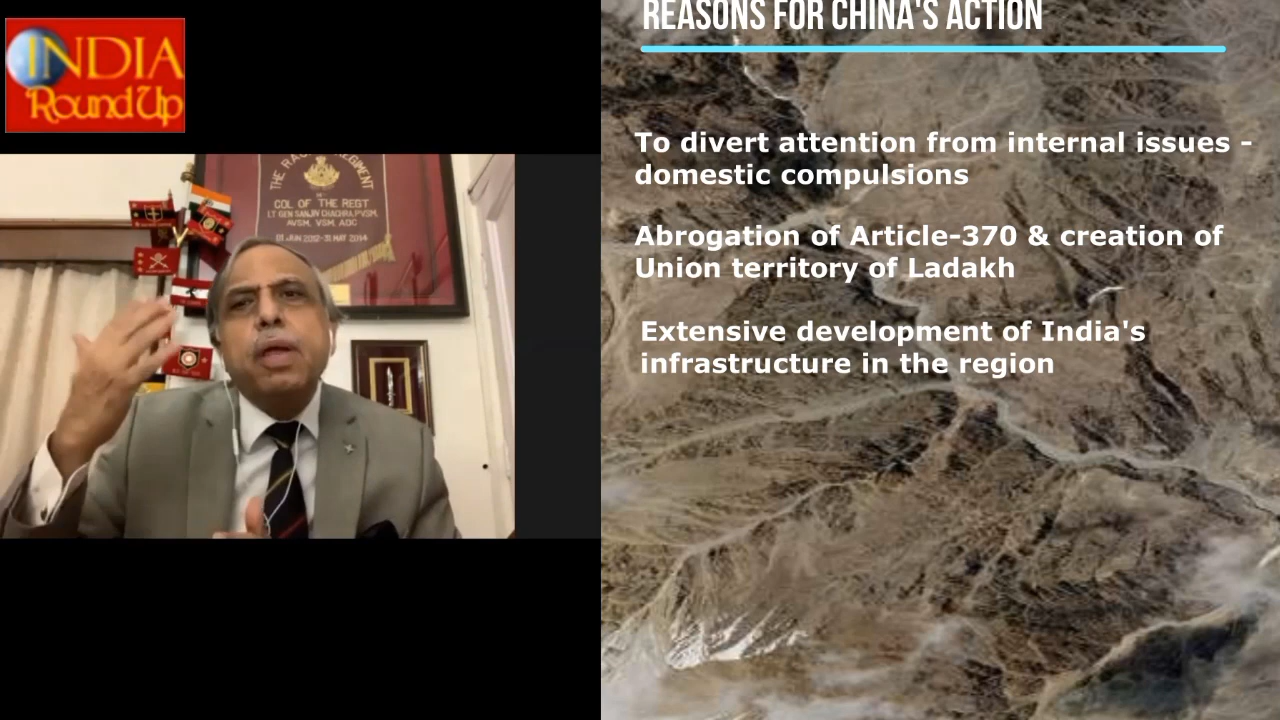 INDIA
Round Up
THE RAJ REGIMENT
COL OF THE REGT
LT GEN SANJIV CHACHRA, PVSM,
AVSM, VSM, ADC
01 JUN 2012-31 MAY 2014
REASONS FOR CHINA'S ACTION
To divert attention from internal issues -
domestic compulsions
Abrogation of Article-370 & creation of
Union territory of Ladakh
Extensive development of India's
infrastructure in the region